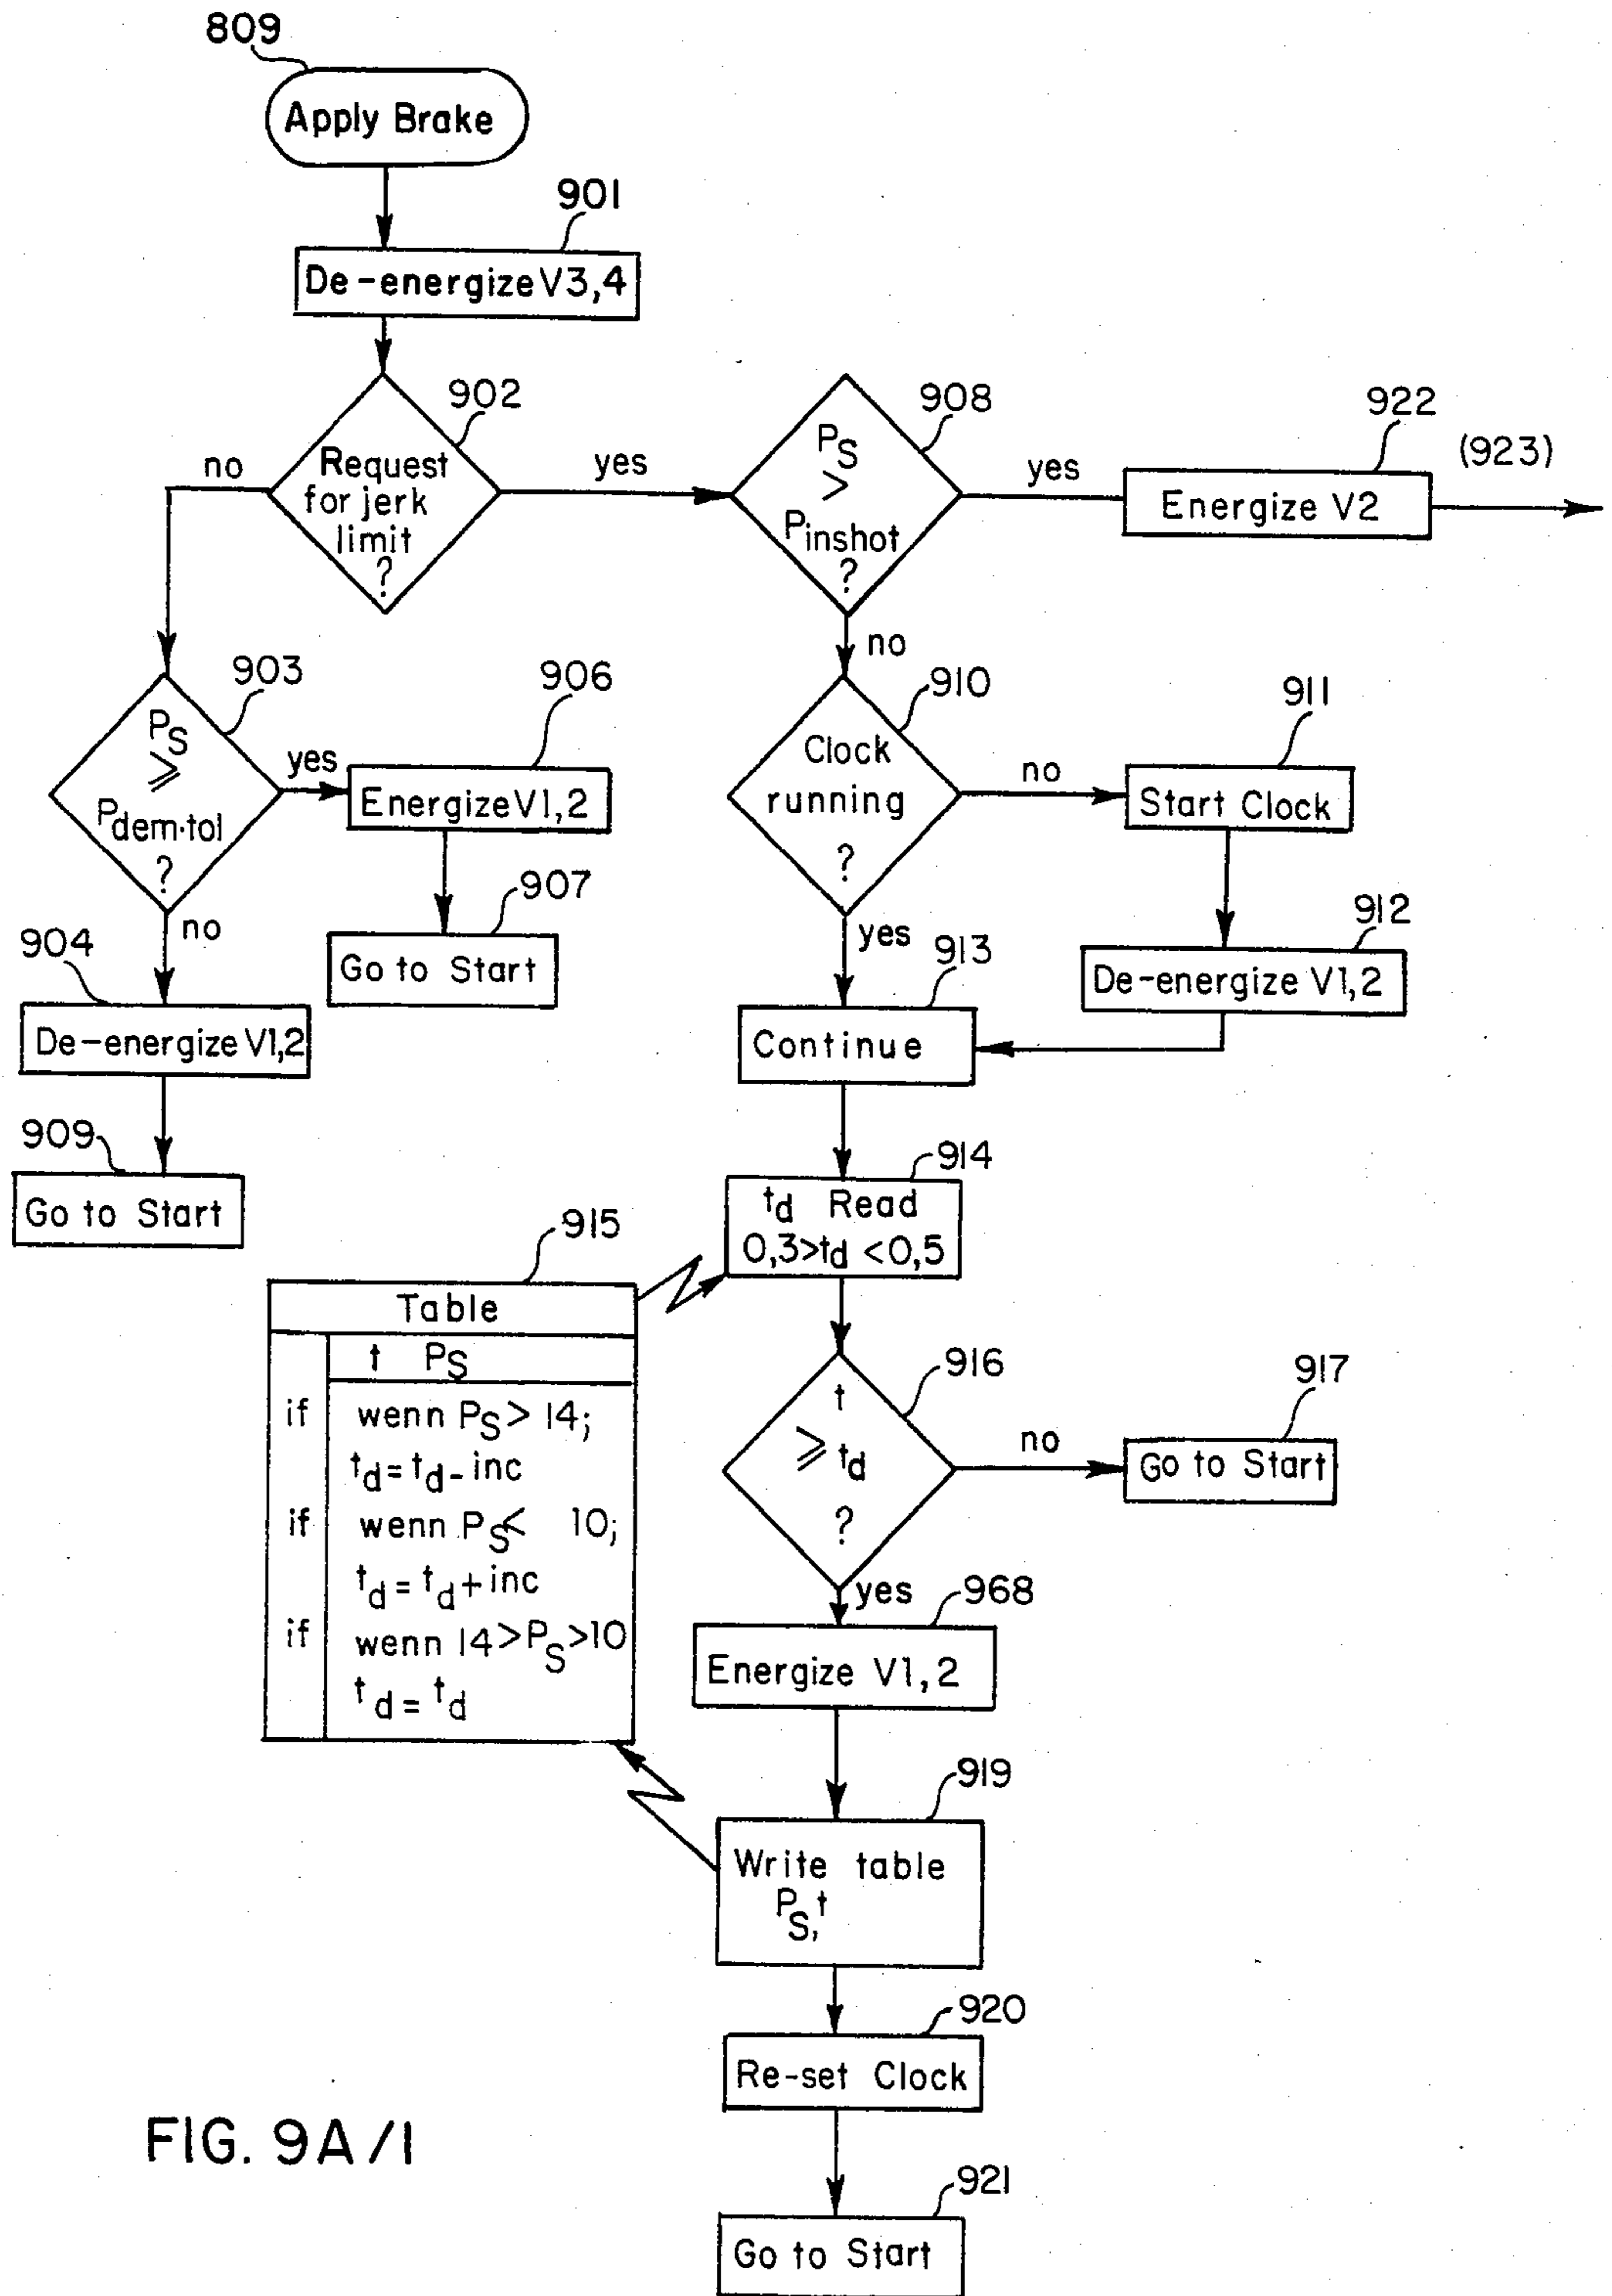 809
Apply Brake
901
De-energize V3,4
902
Request
for jerk
limit
?
no
yes
908
PS
>
Pinshot
?
yes
922
Energize V2
(923)
no
903
PS
≥
Pdem·tol
?
yes
906
Energize V1,2
907
Go to Start
no
904
De-energize V1,2
909
Go to Start
910
Clock
running
?
no
911
Start Clock
912
De-energize V1,2
yes
913
Continue
914
td Read
0,3>td <0,5
915
Table
t PS
if wenn PS > 14;
td = td - inc
if wenn PS < 10;
td = td + inc
if wenn 14 > PS >10
td = td
916
t
≥ td
?
no
917
Go to Start
yes
968
Energize V1,2
919
Write table
PS,t
920
Re-set Clock
921
Go to Start
FIG. 9A/1